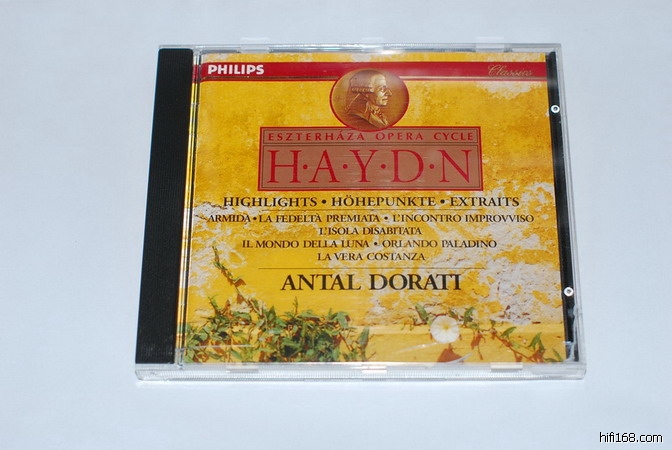 PHILIPS Classics
ESZTERHÁZA OPERA CYCLE
H·A·Y·D·N
HIGHLIGHTS · HÖHEPUNKTE · EXTRAITS
ARMIDA · LA FEDELTÀ PREMIATA · L'INCONTRO IMPROVVISO
L'ISOLA DISABITATA
IL MONDO DELLA LUNA · ORLANDO PALADINO
LA VERA COSTANZA
ANTAL DORATI
hifi168.com